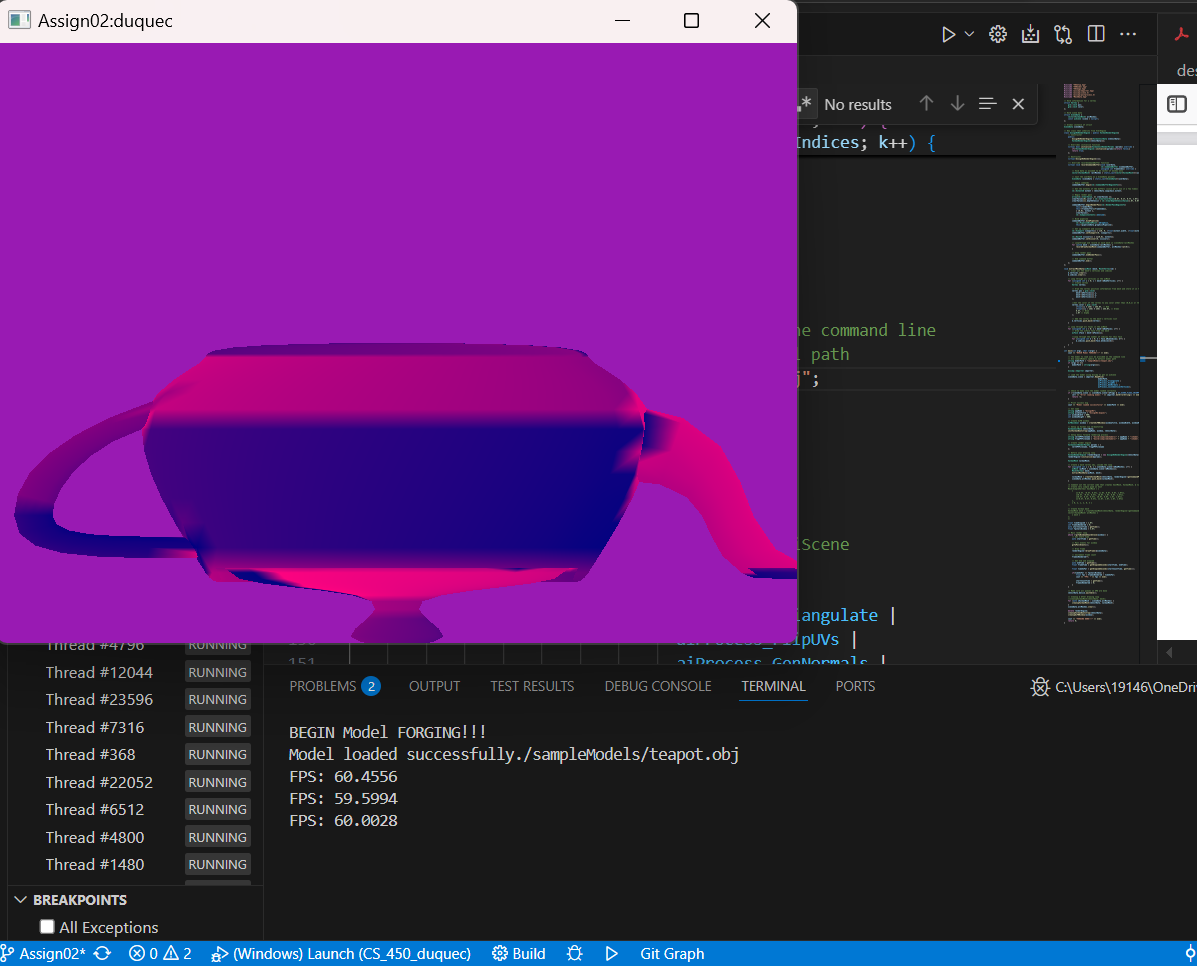 Assign02:duquec
des
No results
Indices; k++) {
he command line
path
";
iScene
iangulate |
aiProcess_FlipUVs |
151
aiProcess_GenNormals |
Thread #4796 RUNNING
Thread #12044 RUNNING
Thread #23596 RUNNING
Thread #7316 RUNNING
Thread #368 RUNNING
Thread #22052 RUNNING
Thread #6512 RUNNING
Thread #4800 RUNNING
Thread #1480 RUNNING
BREAKPOINTS
All Exceptions
PROBLEMS 2 OUTPUT TEST RESULTS DEBUG CONSOLE TERMINAL PORTS C:\Users\19146\OneDri
BEGIN Model FORGING!!!
Model loaded successfully./sampleModels/teapot.obj
FPS: 60.4556
FPS: 59.5994
FPS: 60.0028
Assign02* 0 2 (Windows) Launch (CS_450_duquec) Build Git Graph